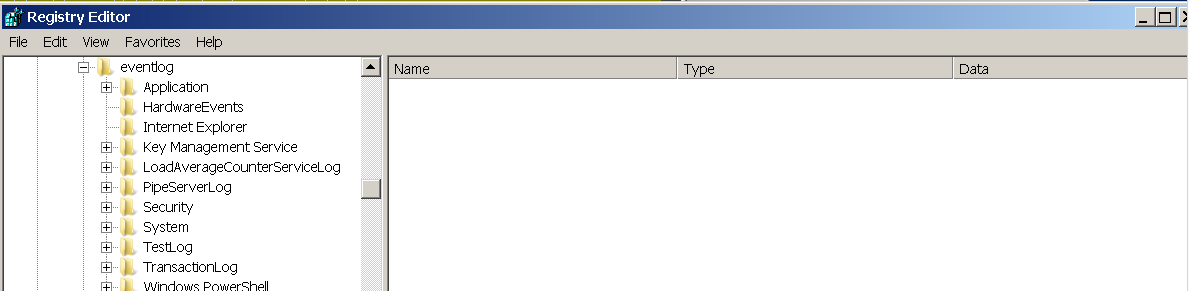 Registry Editor
File Edit View Favorites Help
eventlog
Name Type Data
Application
HardwareEvents
Internet Explorer
Key Management Service
LoadAverageCounterServiceLog
PipeServerLog
Security
System
TestLog
TransactionLog
Windows PowerShell